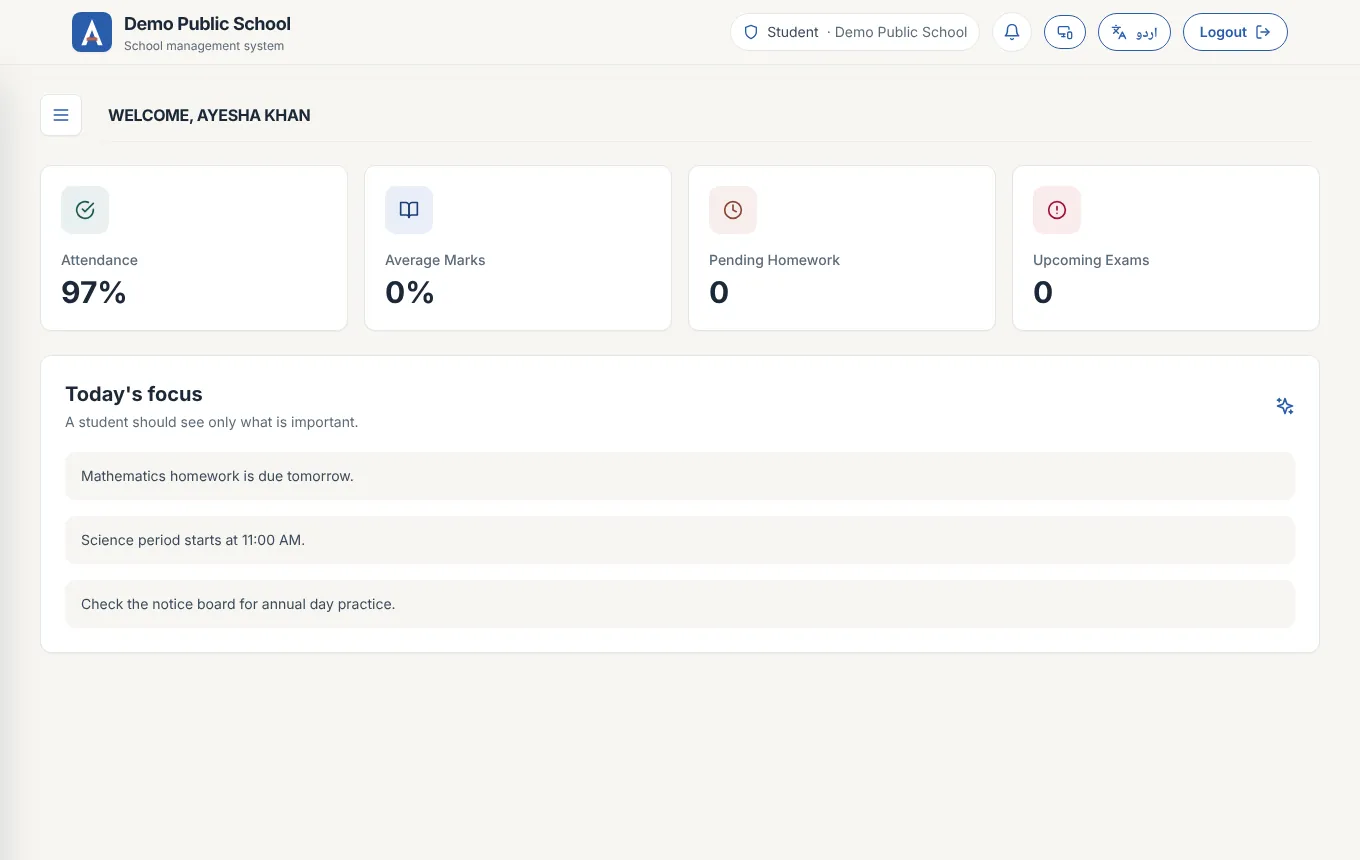 Demo Public School
School management system
Student · Demo Public School
اردو
Logout
WELCOME, AYESHA KHAN
Attendance
97%
Average Marks
0%
Pending Homework
0
Upcoming Exams
0
Today's focus
A student should see only what is important.
Mathematics homework is due tomorrow.
Science period starts at 11:00 AM.
Check the notice board for annual day practice.